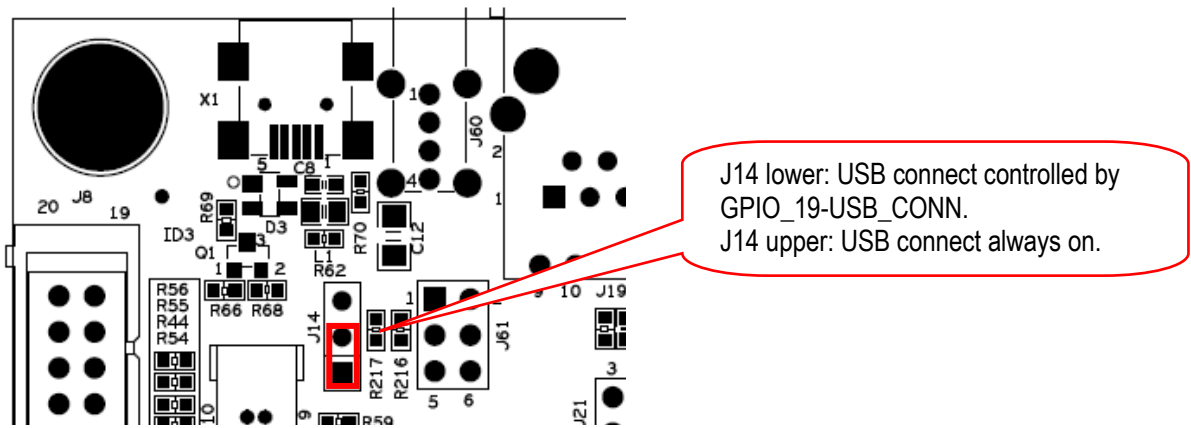 X1
1
J60
2
5
C8
1
4
1
R69
20
J8
19
ID3
D3
R70
C12
Q1
3
L1
1
2
R62
R56
R55
R44
R54
R66
R68
J14
1
J61
9
10
J19
R217
R216
5
6
3
J21
10
9
R59
J14 lower: USB connect controlled by
GPIO_19-USB_CONN.
J14 upper: USB connect always on.